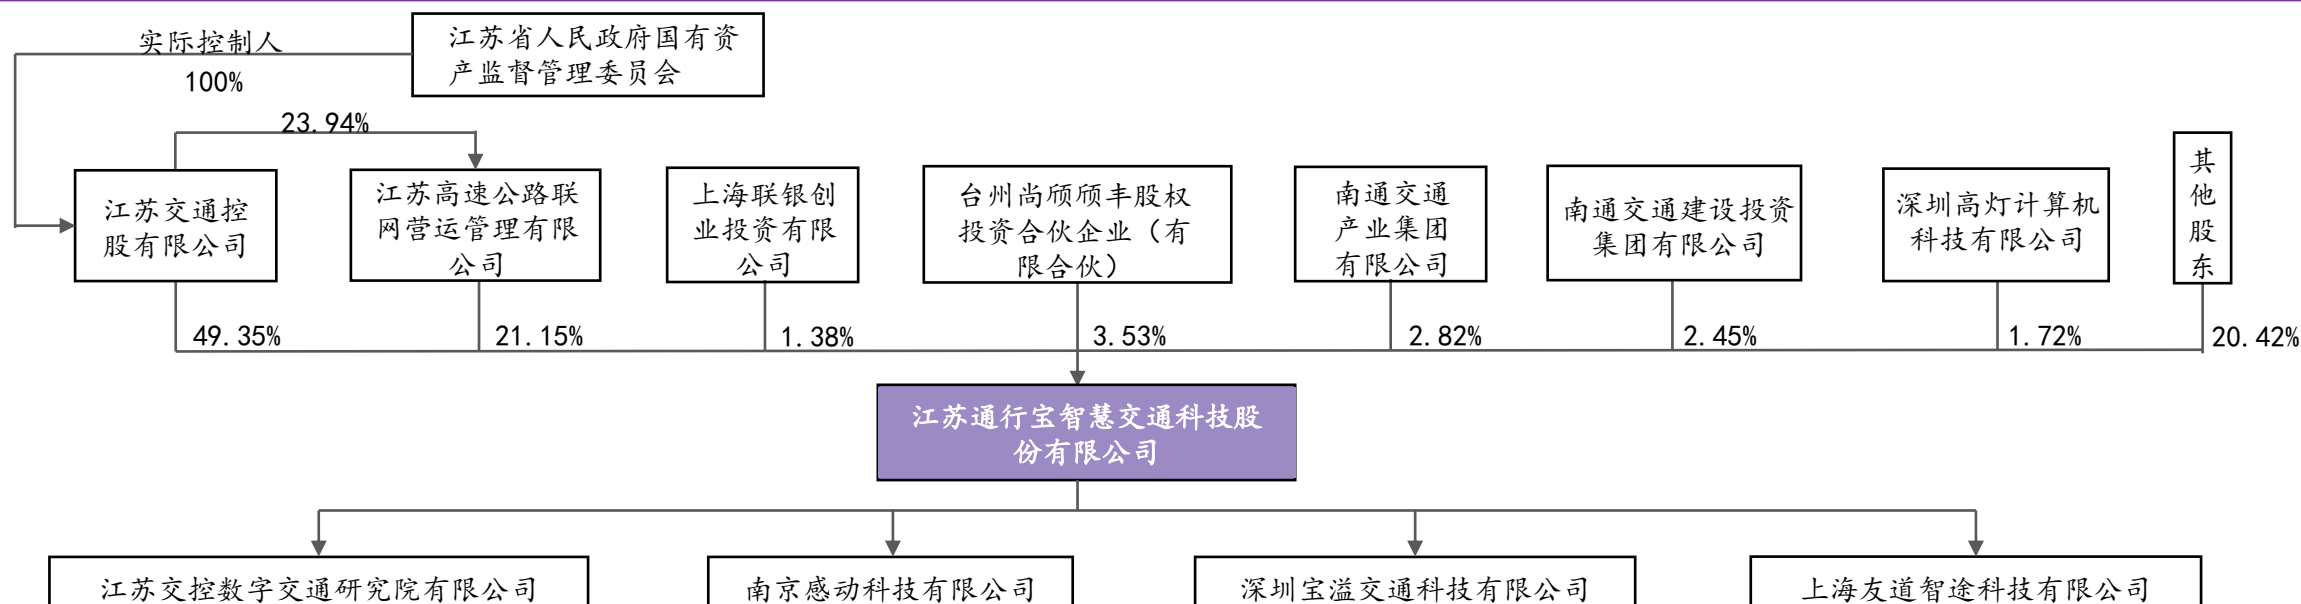 实际控制人
100%
江苏省人民政府国有资
产监督管理委员会
23.94%
江苏交通控
股有限公司
江苏高速公路联
网营运管理有限
公司
上海联银创
业投资有限
公司
台州尚颀颀丰股权
投资合伙企业（有
限合伙）
南通交通
产业集团
有限公司
南通交通建设投资
集团有限公司
深圳高灯计算机
科技有限公司
其
他
股
东
49.35%
21.15%
1.38%
3.53%
2.82%
2.45%
1.72%
20.42%
江苏通行宝智慧交通科技股
份有限公司
江苏交控数字交通研究院有限公司
南京感动科技有限公司
深圳宝溢交通科技有限公司
上海友道智途科技有限公司